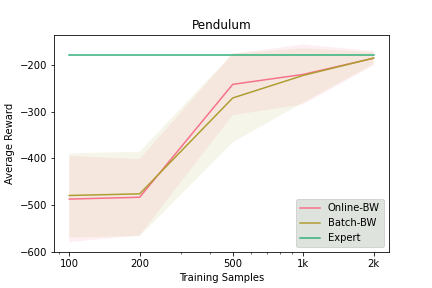 Pendulum
Average Reward
−200
−300
−400
−500
−600
100
200
500
1k
2k
Training Samples
Online-BW
Batch-BW
Expert